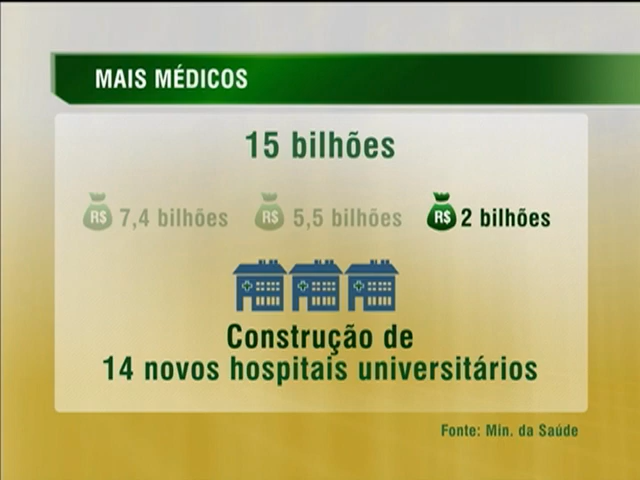 MAIS MÉDICOS
15 bilhões
R$ 7,4 bilhões R$ 5,5 bilhões R$ 2 bilhões
Construção de
14 novos hospitais universitários
Fonte: Min. da Saúde